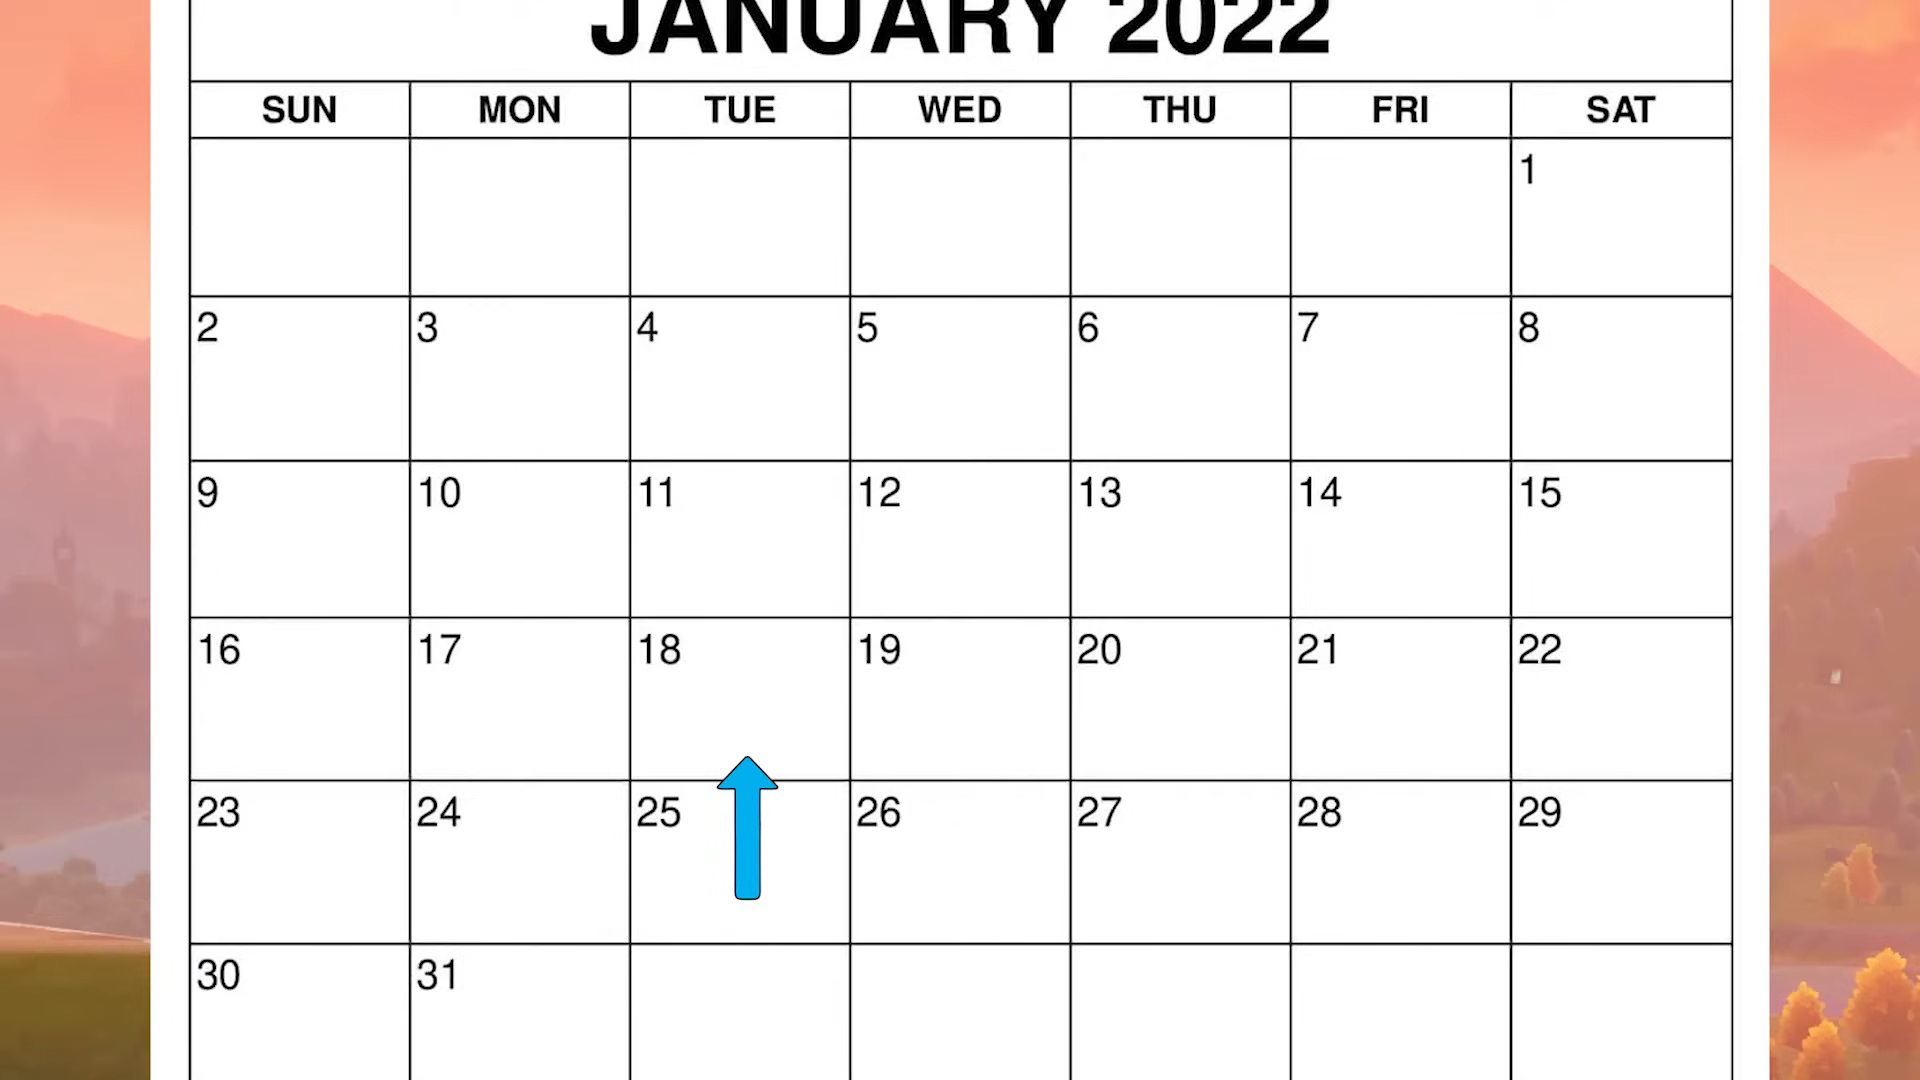 JANUARY 2022
SUN MON TUE WED THU FRI SAT
1
2 3 4 5 6 7 8
9 10 11 12 13 14 15
16 17 18 19 20 21 22
23 24 25 26 27 28 29
30 31